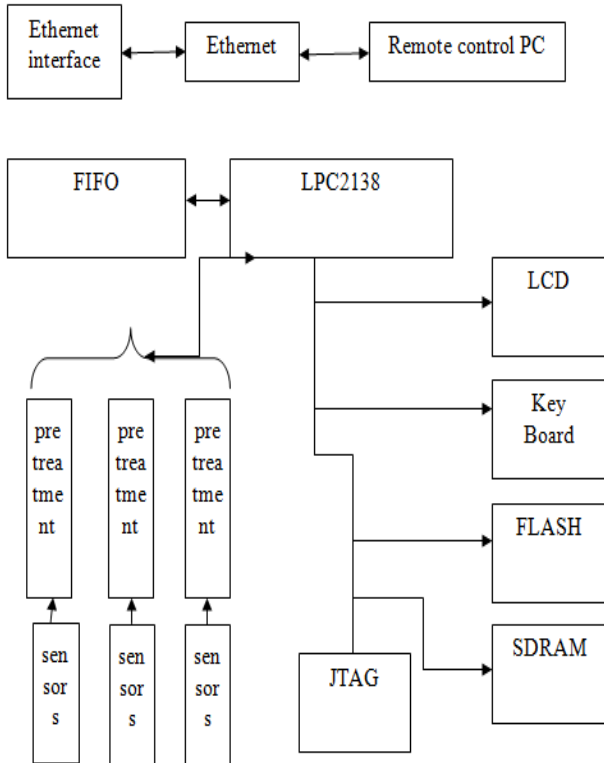 Ethernet
interface
Ethernet
Remote control PC
FIFO
LPC2138
LCD
Key
Board
FLASH
SDRAM
JTAG
pre
trea
tme
nt
pre
trea
tme
nt
pre
trea
tme
nt
sen
sor
s
sen
sor
s
sen
sor
s